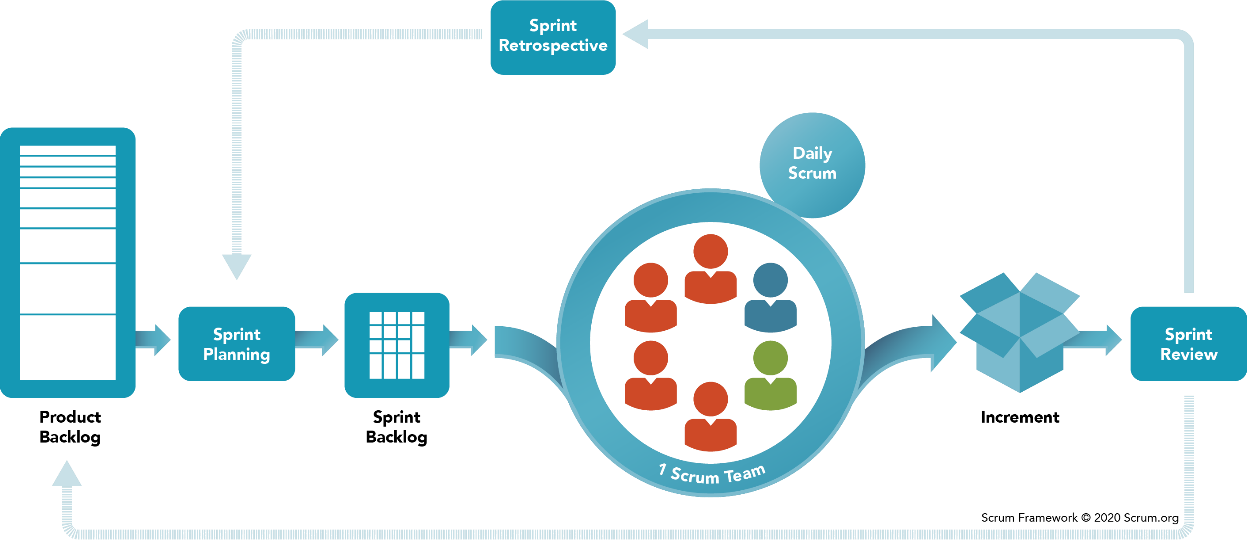 Sprint
Retrospective
Daily
Scrum
Sprint
Planning
Sprint
Review
Product
Backlog
Sprint
Backlog
Increment
1 Scrum Team
Scrum Framework © 2020 Scrum.org